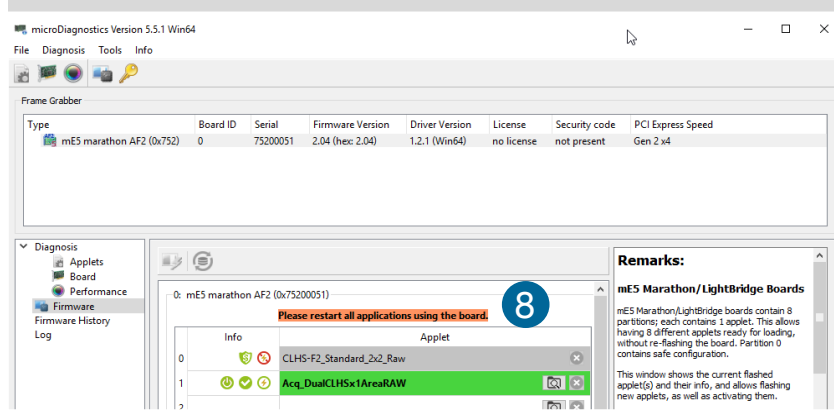 microDiagnostics Version 5.5.1 Win64
File Diagnosis Tools Info
Frame Grabber
Type Board ID Serial Firmware Version Driver Version License Security code PCI Express Speed
mE5 marathon AF2 (0x752) 0 75200051 2.04 (hex: 2.04) 1.2.1 (Win64) no license not present Gen 2 x4
Diagnosis
Applets
Board
Performance
Firmware
Firmware History
Log
0: mE5 marathon AF2 (0x75200051)
Please restart all applications using the board.
8
Info Applet
0 CLHS-F2_Standard_2x2_Raw
1 Acq_DualCLHSx1AreaRAW
2
Remarks:
mE5 Marathon/LightBridge Boards
mE5 Marathon/LightBridge boards contain 8
partitions; each contains 1 applet. This allows
having 8 different applets ready for loading,
without re-flashing the board. Partition 0
contains safe configuration.
This window shows the current flashed
applet(s) and their info, and allows flashing
new applets, as well as activating them.